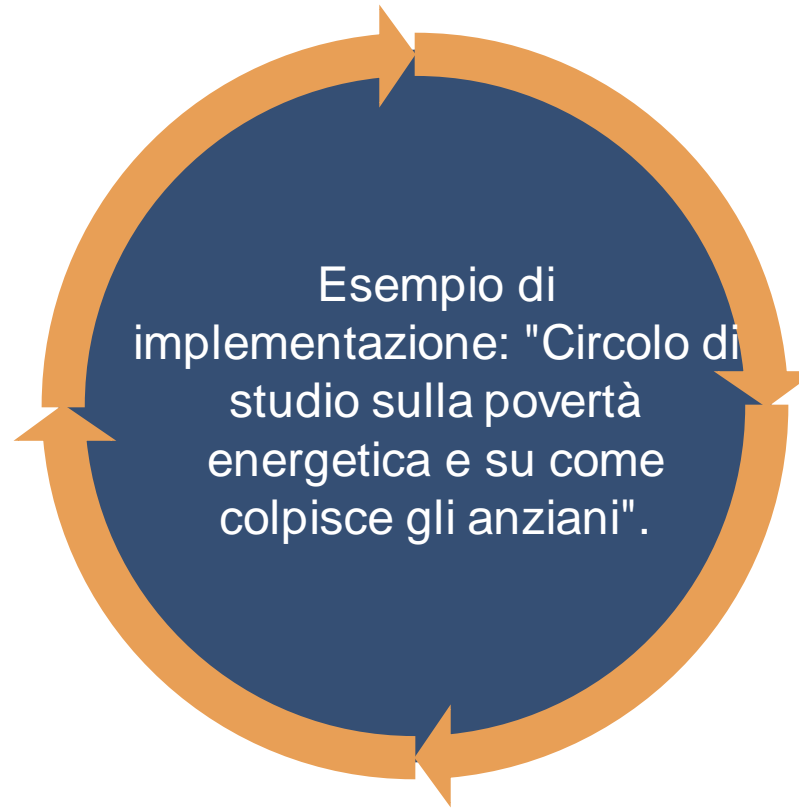 Esempio di
implementazione: "Circolo di
studio sulla povertà
energetica e su come
colpisce gli anziani".